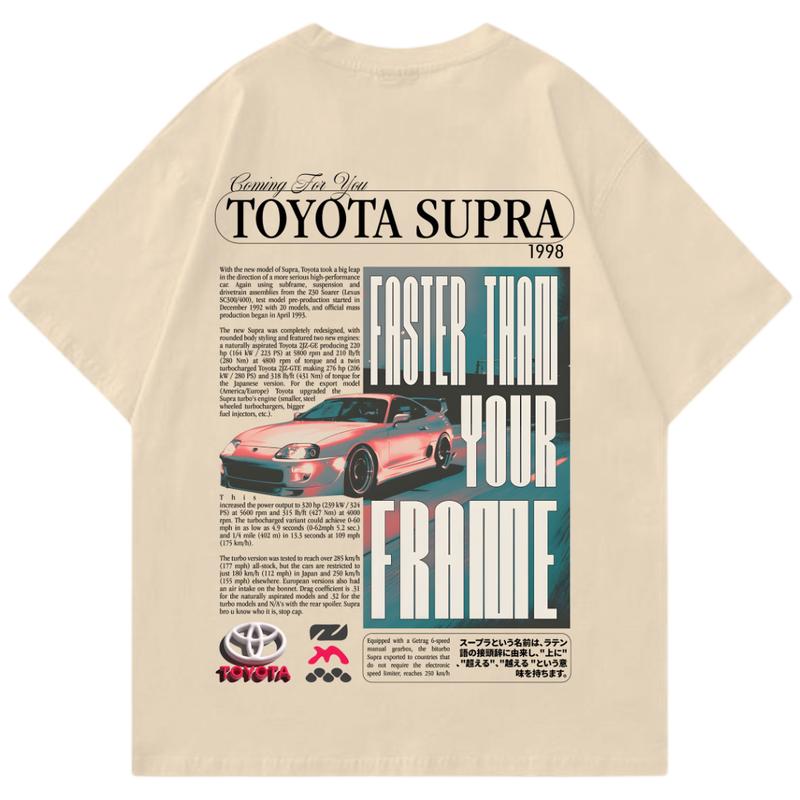 Coming For You
TOYOTA SUPRA
1998
With the new model of Supra, Toyota took a big leap
in the direction of a more serious high-performance
car. Again using subframe, suspension and
drivetrain assemblies from the Z30 Soarer (Lexus
SC300/400), test model pre-production started in
December 1992 with 20 models, and official mass
production began in April 1993.
The new Supra was completely redesigned, with
rounded body styling and featured two new engines:
a naturally aspirated Toyota 2JZ-GE producing 220
hp (164 kW / 223 PS) at 5800 rpm and 210 lb/ft
(280 Nm) at 4800 rpm of torque and a twin
turbocharged Toyota 2JZ-GTE making 276 hp (206
kW / 280 PS) and 318 lb/ft (431 Nm) of torque for
the Japanese version. For the export model
(America/Europe) Toyota upgraded the
Supra turbo's engine (smaller, steel
wheeled turbochargers, bigger
fuel injectors, etc.).
This
increased the power output to 320 hp (239 kW / 324
PS) at 5600 rpm and 315 lb/ft (427 Nm) at 4000
rpm. The turbocharged variant could achieve 0-60
mph in as low as 4.9 seconds (0-62mph 5.2 sec.)
and 1/4 mile (402 m) in 13.3 seconds at 109 mph
(175 km/h).
The turbo version was tested to reach over 285 km/h
(177 mph) all-stock, but the cars are restricted to
just 180 km/h (112 mph) in Japan and 250 km/h
(155 mph) elsewhere. European versions also had
an air intake on the bonnet. Drag coefficient is .31
for the naturally aspirated models and .32 for the
turbo models and N/A's with the rear spoiler. Supra
bro u know who it is, stop cap.
FASTER THAN
YOUR
FRAME
TOYOTA
Equipped with a Getrag 6-speed
manual gearbox, the biturbo
Supra exported to countries that
do not require the electronic
speed limiter, reaches 250 km/h
スープラという名前は、ラテン
語の接頭辞に由来し、"上に"
、"超える"、"越える "という意
味を持ちます。